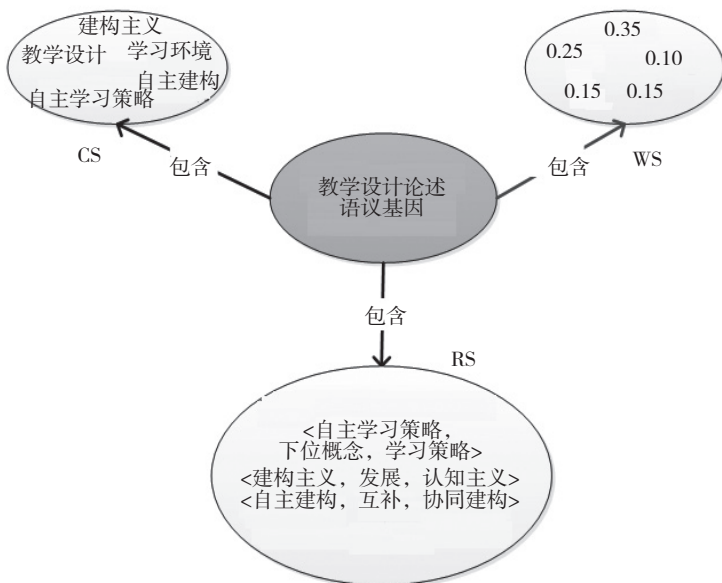 建构主义
教学设计
学习环境
自主建构
自主学习策略
CS
0.35
0.25
0.10
0.15
0.15
WS
包含
包含
教学设计论述
语议基因
包含
RS
<自主学习策略，
下位概念，学习策略>
<建构主义，发展，认知主义>
<自主建构，互补，协同建构>